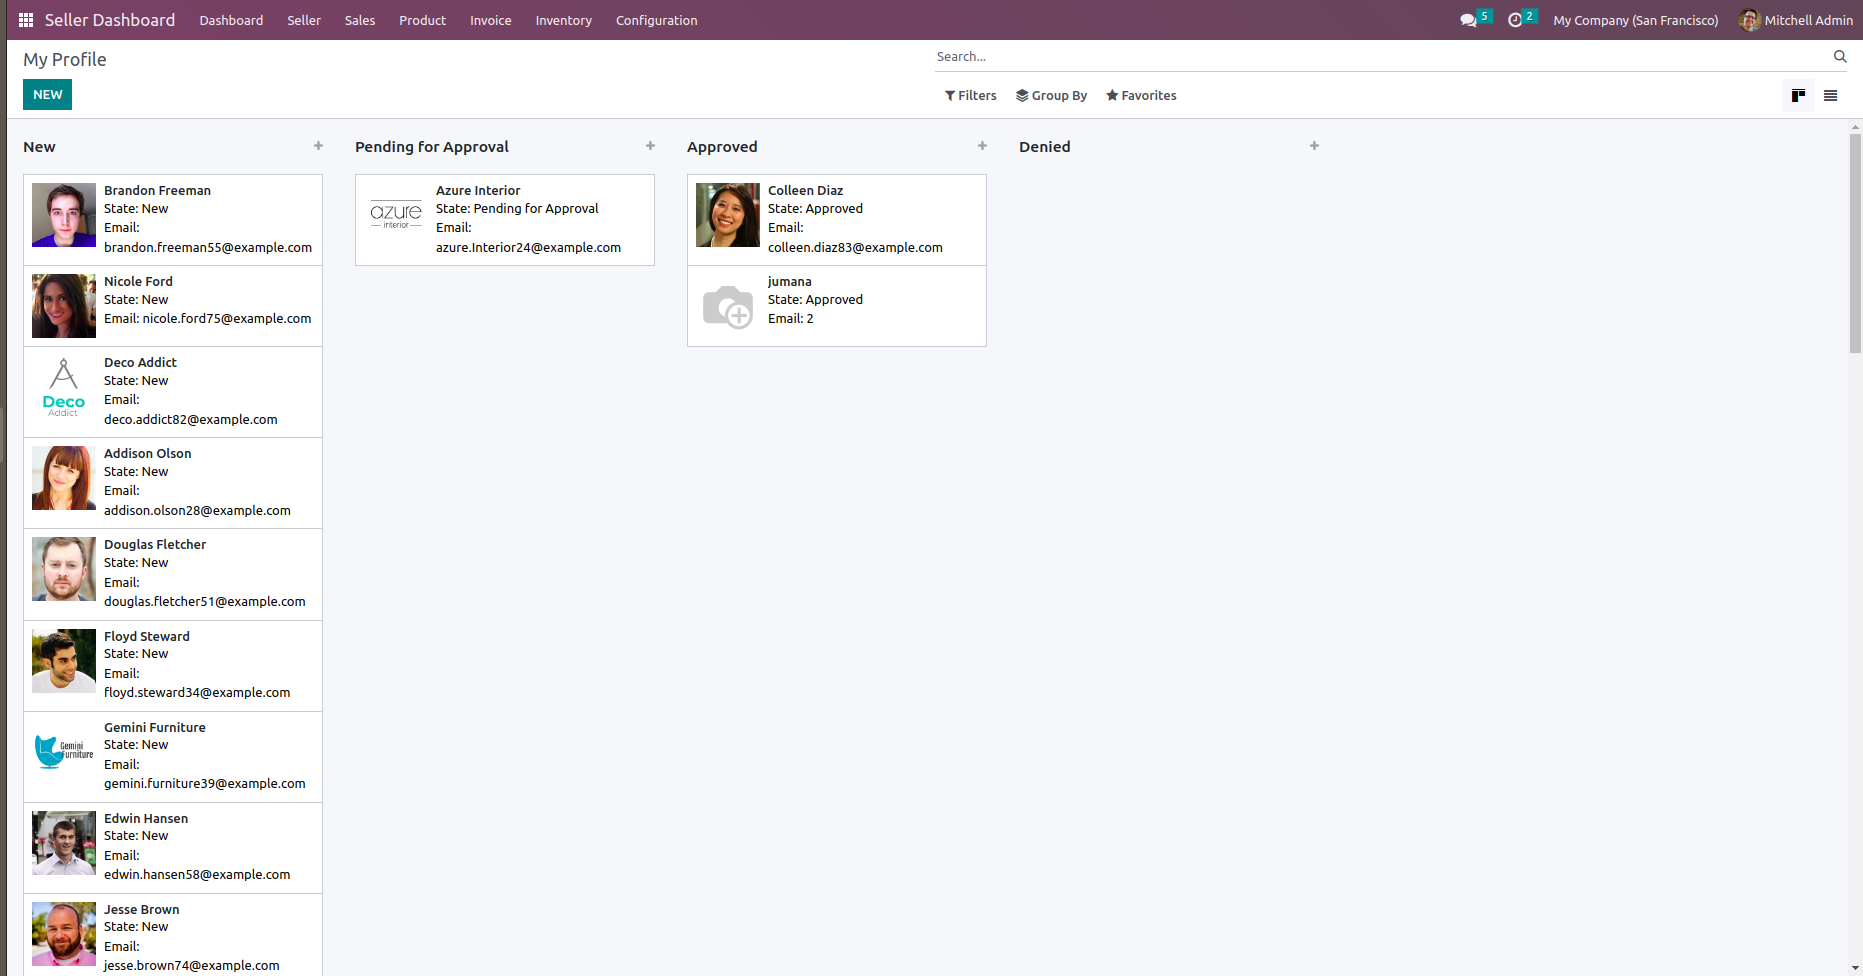 Seller Dashboard Dashboard Seller Sales Product Invoice Inventory Configuration 5 2 My Company (San Francisco) Mitchell Admin
My Profile
Search...
NEW
Filters Group By Favorites
New
Brandon Freeman
State: New
Email:
brandon.freeman55@example.com
Nicole Ford
State: New
Email: nicole.ford75@example.com
Deco
Addict
Deco Addict
State: New
Email:
deco.addict82@example.com
Addison Olson
State: New
Email:
addison.olson28@example.com
Douglas Fletcher
State: New
Email:
douglas.fletcher51@example.com
Floyd Steward
State: New
Email:
floyd.steward34@example.com
Gemini
Furniture
Gemini Furniture
State: New
Email:
gemini.furniture39@example.com
Edwin Hansen
State: New
Email:
edwin.hansen58@example.com
Jesse Brown
State: New
Email:
jesse.brown74@example.com
Pending for Approval
azure
interior
Azure Interior
State: Pending for Approval
Email:
azure.Interior24@example.com
Approved
Colleen Diaz
State: Approved
Email:
colleen.diaz83@example.com
jumana
State: Approved
Email: 2
Denied